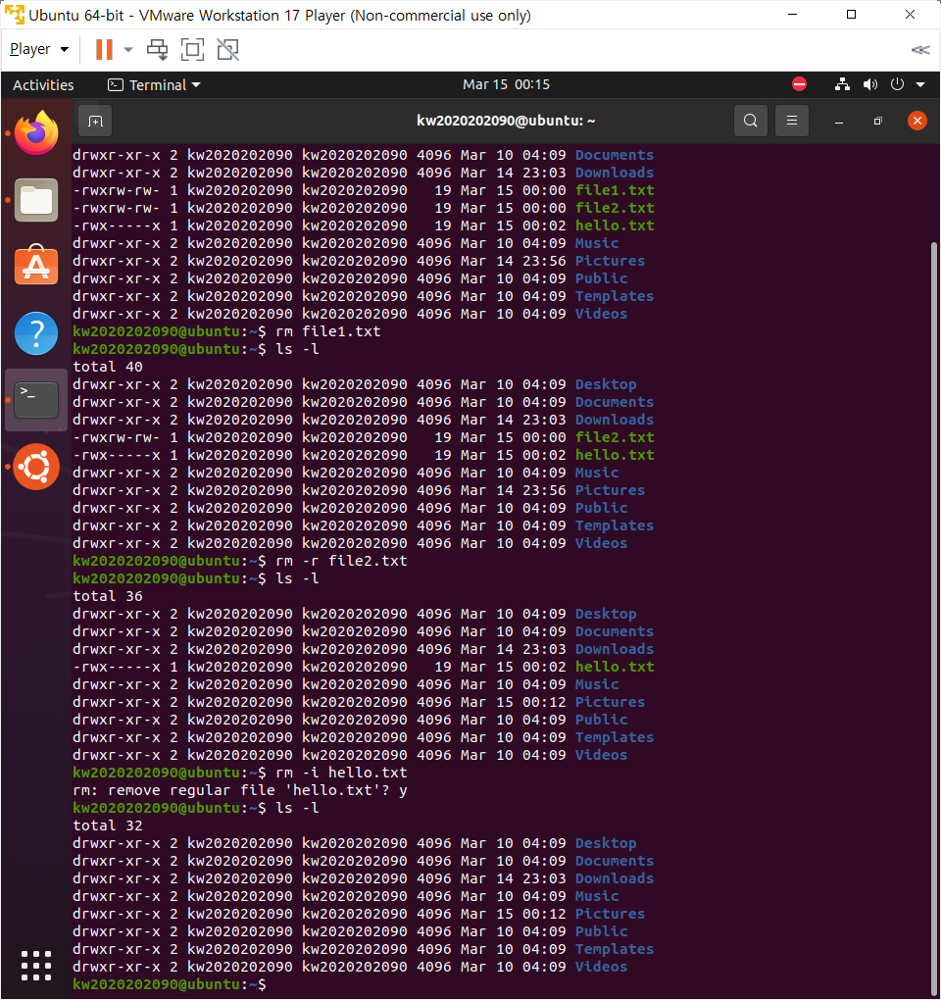 Ubuntu 64-bit - VMware Workstation 17 Player (Non-commercial use only)
Player
Activities
Terminal
Mar 15 00:15
kw2020202090@ubuntu: ~
drwxr-xr-x 2 kw2020202090 kw2020202090 4096 Mar 10 04:09 Documents
drwxr-xr-x 2 kw2020202090 kw2020202090 4096 Mar 14 23:03 Downloads
-rwxrw-rw- 1 kw2020202090 kw2020202090   19 Mar 15 00:00 file1.txt
-rwxrw-rw- 1 kw2020202090 kw2020202090   19 Mar 15 00:00 file2.txt
-rwx-----x 1 kw2020202090 kw2020202090   19 Mar 15 00:02 hello.txt
drwxr-xr-x 2 kw2020202090 kw2020202090 4096 Mar 10 04:09 Music
drwxr-xr-x 2 kw2020202090 kw2020202090 4096 Mar 14 23:56 Pictures
drwxr-xr-x 2 kw2020202090 kw2020202090 4096 Mar 10 04:09 Public
drwxr-xr-x 2 kw2020202090 kw2020202090 4096 Mar 10 04:09 Templates
drwxr-xr-x 2 kw2020202090 kw2020202090 4096 Mar 10 04:09 Videos
kw2020202090@ubuntu:~$ rm file1.txt
kw2020202090@ubuntu:~$ ls -l
total 40
drwxr-xr-x 2 kw2020202090 kw2020202090 4096 Mar 10 04:09 Desktop
drwxr-xr-x 2 kw2020202090 kw2020202090 4096 Mar 10 04:09 Documents
drwxr-xr-x 2 kw2020202090 kw2020202090 4096 Mar 14 23:03 Downloads
-rwxrw-rw- 1 kw2020202090 kw2020202090   19 Mar 15 00:00 file2.txt
-rwx-----x 1 kw2020202090 kw2020202090   19 Mar 15 00:02 hello.txt
drwxr-xr-x 2 kw2020202090 kw2020202090 4096 Mar 10 04:09 Music
drwxr-xr-x 2 kw2020202090 kw2020202090 4096 Mar 14 23:56 Pictures
drwxr-xr-x 2 kw2020202090 kw2020202090 4096 Mar 10 04:09 Public
drwxr-xr-x 2 kw2020202090 kw2020202090 4096 Mar 10 04:09 Templates
drwxr-xr-x 2 kw2020202090 kw2020202090 4096 Mar 10 04:09 Videos
kw2020202090@ubuntu:~$ rm -r file2.txt
kw2020202090@ubuntu:~$ ls -l
total 36
drwxr-xr-x 2 kw2020202090 kw2020202090 4096 Mar 10 04:09 Desktop
drwxr-xr-x 2 kw2020202090 kw2020202090 4096 Mar 10 04:09 Documents
drwxr-xr-x 2 kw2020202090 kw2020202090 4096 Mar 14 23:03 Downloads
-rwx-----x 1 kw2020202090 kw2020202090   19 Mar 15 00:02 hello.txt
drwxr-xr-x 2 kw2020202090 kw2020202090 4096 Mar 10 04:09 Music
drwxr-xr-x 2 kw2020202090 kw2020202090 4096 Mar 15 00:12 Pictures
drwxr-xr-x 2 kw2020202090 kw2020202090 4096 Mar 10 04:09 Public
drwxr-xr-x 2 kw2020202090 kw2020202090 4096 Mar 10 04:09 Templates
drwxr-xr-x 2 kw2020202090 kw2020202090 4096 Mar 10 04:09 Videos
kw2020202090@ubuntu:~$ rm -i hello.txt
rm: remove regular file 'hello.txt'? y
kw2020202090@ubuntu:~$ ls -l
total 32
drwxr-xr-x 2 kw2020202090 kw2020202090 4096 Mar 10 04:09 Desktop
drwxr-xr-x 2 kw2020202090 kw2020202090 4096 Mar 10 04:09 Documents
drwxr-xr-x 2 kw2020202090 kw2020202090 4096 Mar 14 23:03 Downloads
drwxr-xr-x 2 kw2020202090 kw2020202090 4096 Mar 10 04:09 Music
drwxr-xr-x 2 kw2020202090 kw2020202090 4096 Mar 15 00:12 Pictures
drwxr-xr-x 2 kw2020202090 kw2020202090 4096 Mar 10 04:09 Public
drwxr-xr-x 2 kw2020202090 kw2020202090 4096 Mar 10 04:09 Templates
drwxr-xr-x 2 kw2020202090 kw2020202090 4096 Mar 10 04:09 Videos
kw2020202090@ubuntu:~$